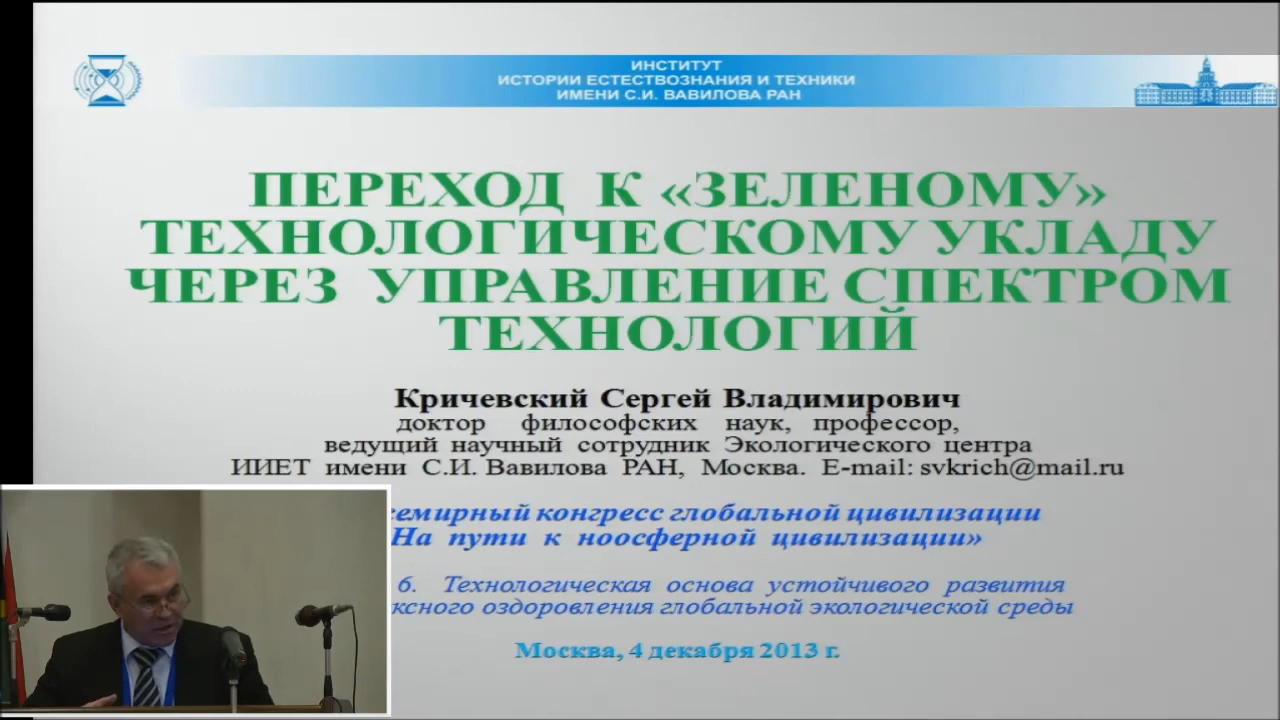 ИНСТИТУТ
ИСТОРИИ ЕСТЕСТВОЗНАНИЯ И ТЕХНИКИ
ИМЕНИ С.И. ВАВИЛОВА РАН
ПЕРЕХОД К «ЗЕЛЕНОМУ»
ТЕХНОЛОГИЧЕСКОМУ УКЛАДУ
ЧЕРЕЗ УПРАВЛЕНИЕ СПЕКТРОМ
ТЕХНОЛОГИЙ
Кричевский Сергей Владимирович
доктор философских наук, профессор,
ведущий научный сотрудник Экологического центра
ИИЕТ имени С.И. Вавилова РАН, Москва. E-mail: svkrich@mail.ru
конгресс глобальной цивилизации
На пути к ноосферной цивилизации»
6. Технологическая основа устойчивого развития
оздоровления глобальной экологической среды
Москва, 4 декабря 2013 г.